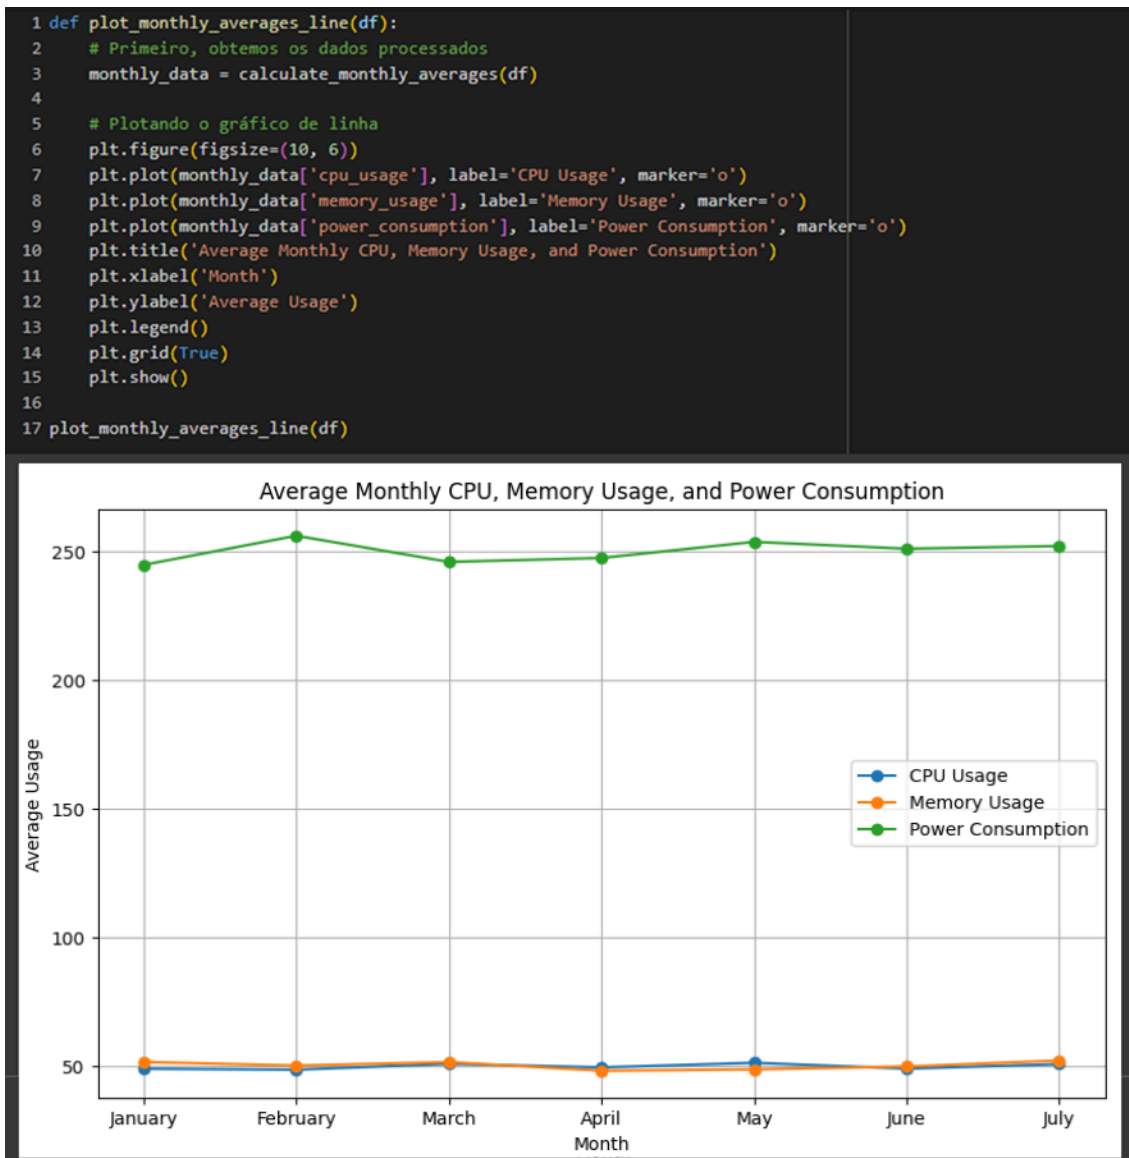 1 def plot_monthly_averages_line(df):
2     # Primeiro, obtemos os dados processados
3     monthly_data = calculate_monthly_averages(df)
4
5     # Plotando o gráfico de linha
6     plt.figure(figsize=(10, 6))
7     plt.plot(monthly_data['cpu_usage'], label='CPU Usage', marker='o')
8     plt.plot(monthly_data['memory_usage'], label='Memory Usage', marker='o')
9     plt.plot(monthly_data['power_consumption'], label='Power Consumption', marker='o')
10     plt.title('Average Monthly CPU, Memory Usage, and Power Consumption')
11     plt.xlabel('Month')
12     plt.ylabel('Average Usage')
13     plt.legend()
14     plt.grid(True)
15     plt.show()
16
17 plot_monthly_averages_line(df)
Average Monthly CPU, Memory Usage, and Power Consumption
Average Usage
250
200
150
100
50
CPU Usage
Memory Usage
Power Consumption
January February March April May June July
Month